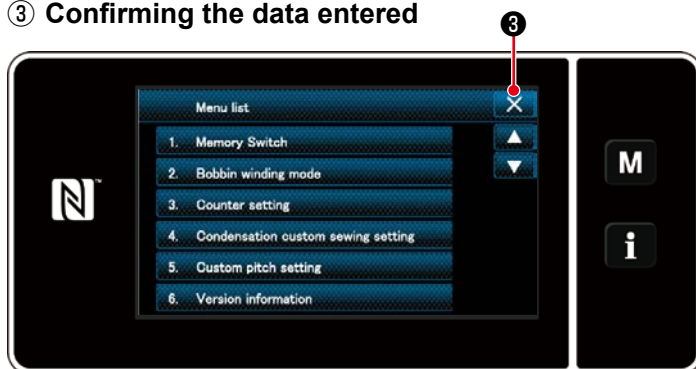 ③ Confirming the data entered
❸
Menu list
1. Memory Switch
2. Bobbin winding mode
3. Counter setting
4. Condensation custom sewing setting
5. Custom pitch setting
6. Version information
M
i
N
™